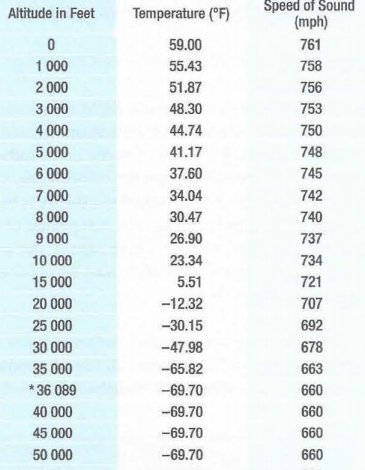 Altitude in Feet Temperature (ºF) Speed of Sound (mph)
0 59.00 761
1 000 55.43 758
2 000 51.87 756
3 000 48.30 753
4 000 44.74 750
5 000 41.17 748
6 000 37.60 745
7 000 34.04 742
8 000 30.47 740
9 000 26.90 737
10 000 23.34 734
15 000 5.51 721
20 000 –12.32 707
25 000 –30.15 692
30 000 –47.98 678
35 000 –65.82 663
*36 089 –69.70 660
40 000 –69.70 660
45 000 –69.70 660
50 000 –69.70 660